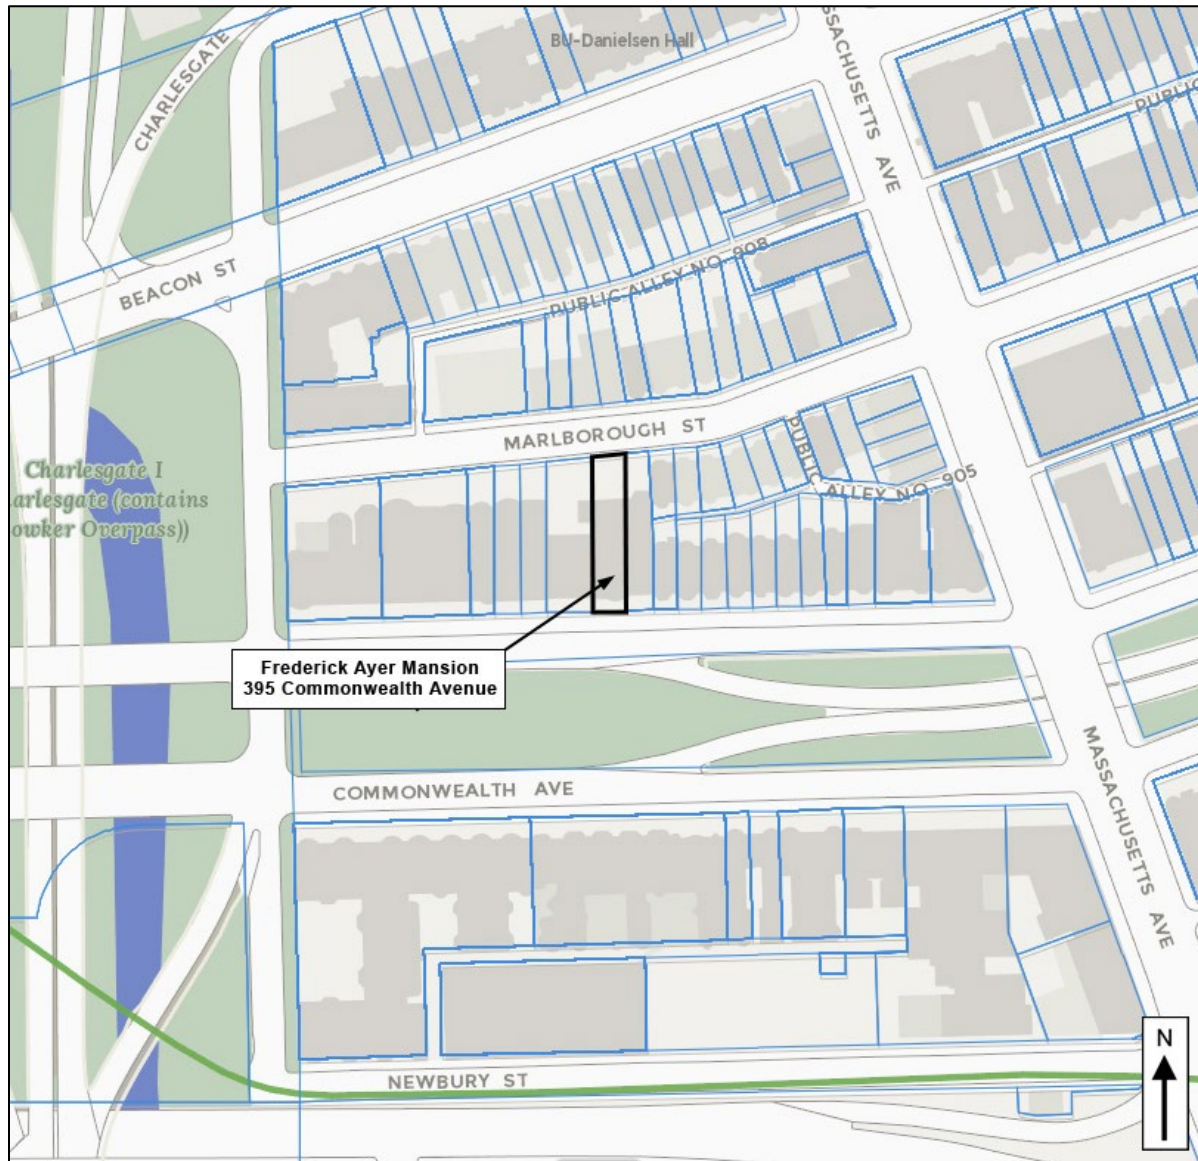 BU-Danielsen Hall
CHARLESGATE
SSACHUSETTS AVE
PUBLIC
BEACON ST
PUBLIC ALLEY NO. 908
MARLBOROUGH ST
PUBLIC ALLEY NO. 905
Charlesgate I
arlesgate (contains
owker Overpass))
Frederick Ayer Mansion
395 Commonwealth Avenue
COMMONWEALTH AVE
MASSACHUSETTS AVE
NEWBURY ST
N